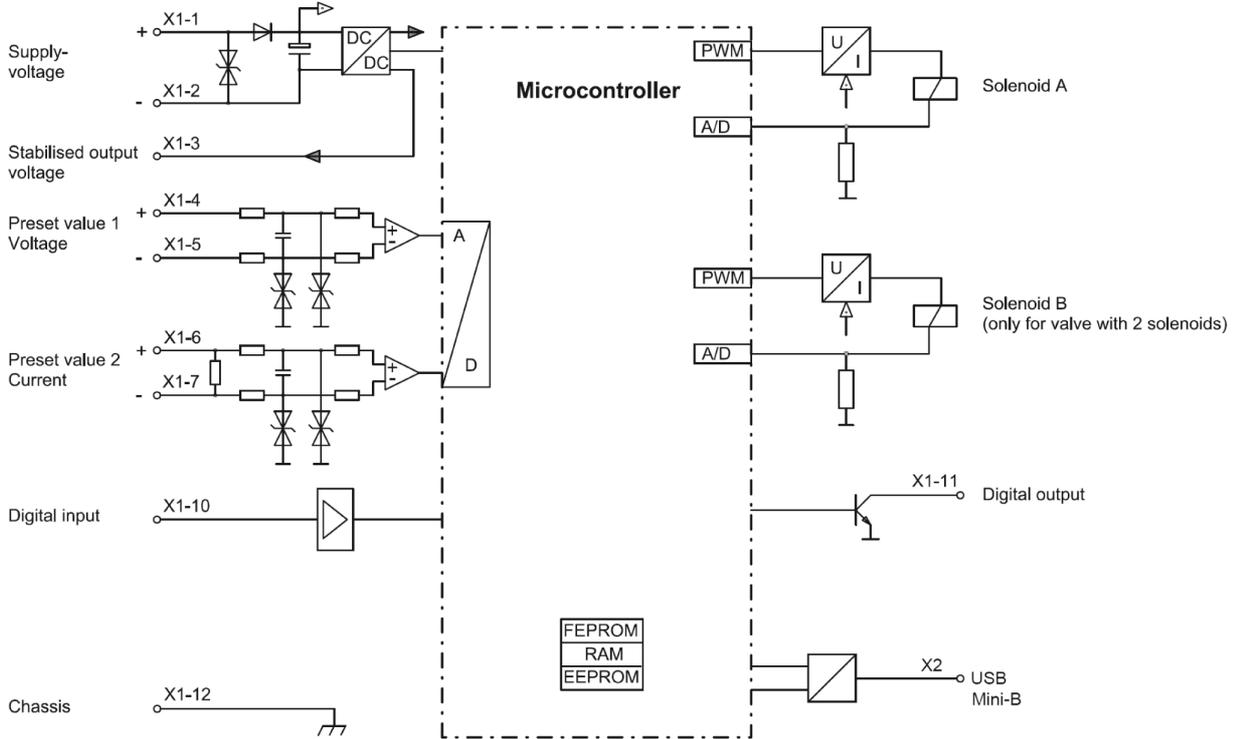 X1-1
+
Supply-
voltage
X1-2
-
DC
DC
X1-3
Stabilised output
voltage
X1-4
+
Preset value 1
Voltage
X1-5
-
+
-
A
D
X1-6
+
Preset value 2
Current
X1-7
-
+
-
X1-10
Digital input
X1-12
Chassis
Microcontroller
FEPROM
RAM
EEPROM
PWM
U
I
A/D
Solenoid A
PWM
U
I
A/D
Solenoid B
(only for valve with 2 solenoids)
X1-11
Digital output
X2
USB
Mini-B